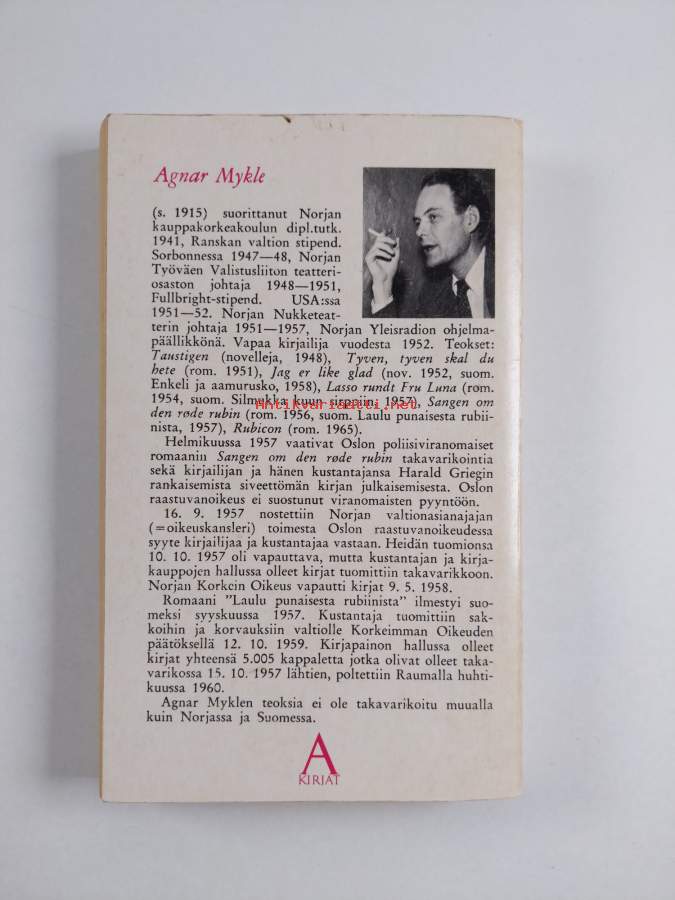 Agnar Mykle
(s. 1915) suorittanut Norjan
kauppakorkeakoulun dipl.tutk.
1941, Ranskan valtion stipend.
Sorbonnessa 1947—48, Norjan
Työväen Valistusliiton teatteri-
osaston johtaja 1948—1951,
Fullbright-stipend. USA:ssa
1951—52. Norjan Nukketeat-
terin johtaja 1951—1957, Norjan Yleisradion ohjelma-
päällikkönä. Vapaa kirjailija vuodesta 1952. Teokset:
Taustigen (novelleja, 1948), Tyven, tyven skal du
hete (rom. 1951), Jag er like glad (nov. 1952, suom.
Enkeli ja aamurusko, 1958), Lasso rundt Fru Luna (rom.
1954, suom. Silmukka kuun sirppiin, 1957), Sangen om
den røde rubin (rom. 1956, suom. Laulu punaisesta rubii-
nista, 1957), Rubicon (rom. 1965).
Helmikuussa 1957 vaativat Oslon poliisiviranomaiset
romaanin Sangen om den røde rubin takavarikointia
sekä kirjailijan ja hänen kustantajansa Harald Griegin
rankaisemista siveettömän kirjan julkaisemisesta. Oslon
raastuvanoikeus ei suostunut viranomaisten pyyntöön.
16. 9. 1957 nostettiin Norjan valtionasianajajan
(=oikeuskansleri) toimesta Oslon raastuvanoikeudessa
syyte kirjailijaa ja kustantajaa vastaan. Heidän tuomionsa
10. 10. 1957 oli vapauttava, mutta kustantajan ja kirja-
kauppojen hallussa olleet kirjat tuomittiin takavarikkoon.
Norjan Korkein Oikeus vapautti kirjat 9. 5. 1958.
Romaani "Laulu punaisesta rubiinista" ilmestyi suo-
meksi syyskuussa 1957. Kustantaja tuomittiin sak-
koihin ja korvauksiin valtiolle Korkeimman Oikeuden
päätöksellä 12. 10. 1959. Kirjapainon hallussa olleet
kirjat yhteensä 5.005 kappaletta jotka olivat olleet taka-
varikossa 15. 10. 1957 lähtien, poltettiin Raumalla huhti-
kuussa 1960.
Agnar Myklen teoksia ei ole takavarikoitu muualla
kuin Norjassa ja Suomessa.
A
KIRJAT
Antikvariaatti.net